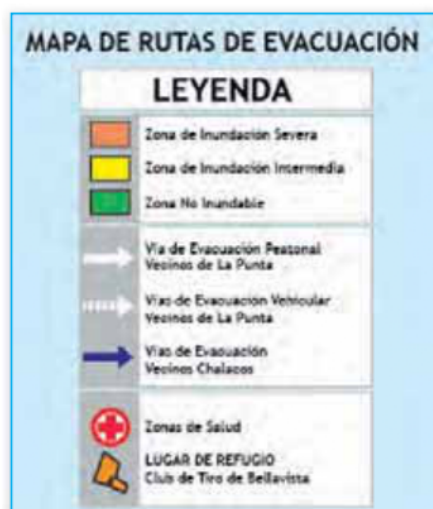 MAPA DE RUTAS DE EVACUACIÓN
LEYENDA
Zona de Inundación Severa
Zona de Inundación Intermedia
Zona No Inundable
Vía de Evacuación Peatonal
Vecinos de La Punta
Vías de Evacuación Vehicular
Vecinos de La Punta
Vías de Evacuación
Vecinos Chalacos
Zonas de Salud
LUGAR DE REFUGIO
Club de Tiro de Bellavista